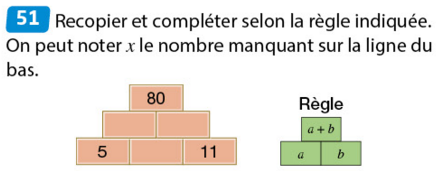 51 Recopier et compléter selon la règle indiquée.
On peut noter x le nombre manquant sur la ligne du
bas.
80
5 11
Règle
a + b
a b